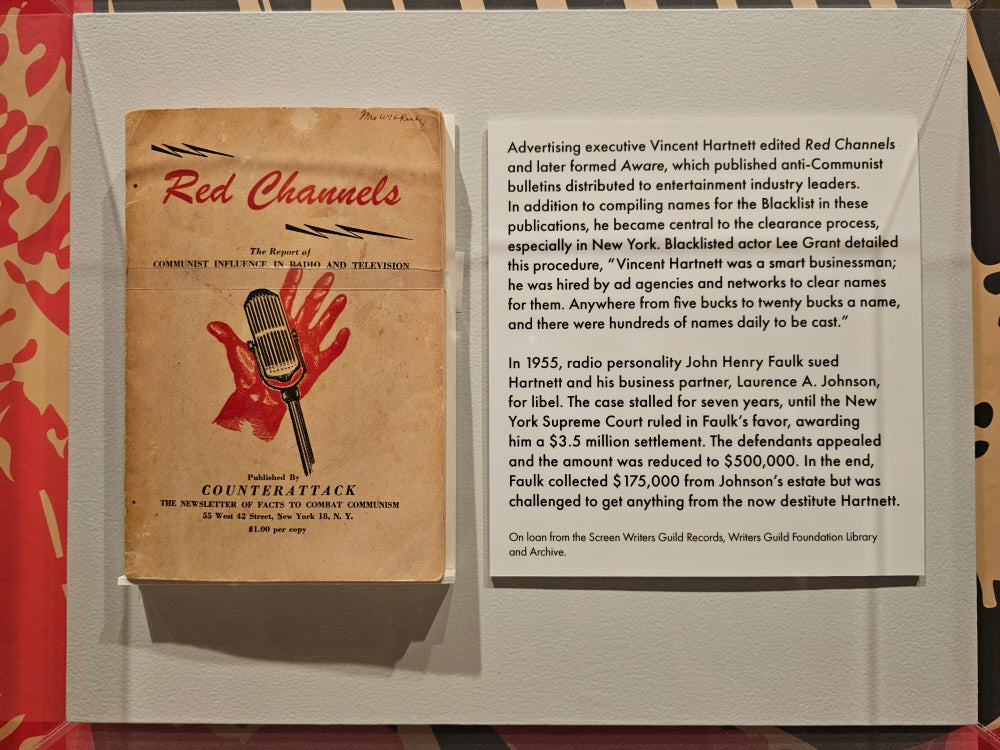 Red Channels
The Report of
COMMUNIST INFLUENCE IN RADIO AND TELEVISION
Published By
COUNTERATTACK
THE NEWSLETTER OF FACTS TO COMBAT COMMUNISM
55 West 42 Street, New York 18, N. Y.
$1.00 per copy
Advertising executive Vincent Hartnett edited Red Channels
and later formed Aware, which published anti-Communist
bulletins distributed to entertainment industry leaders.
In addition to compiling names for the Blacklist in these
publications, he became central to the clearance process,
especially in New York. Blacklisted actor Lee Grant detailed
this procedure, “Vincent Hartnett was a smart businessman;
he was hired by ad agencies and networks to clear names
for them. Anywhere from five bucks to twenty bucks a name,
and there were hundreds of names daily to be cast.”
In 1955, radio personality John Henry Faulk sued
Hartnett and his business partner, Laurence A. Johnson,
for libel. The case stalled for seven years, until the New
York Supreme Court ruled in Faulk’s favor, awarding
him a $3.5 million settlement. The defendants appealed
and the amount was reduced to $500,000. In the end,
Faulk collected $175,000 from Johnson’s estate but was
challenged to get anything from the now destitute Hartnett.
On loan from the Screen Writers Guild Records, Writers Guild Foundation Library
and Archive.